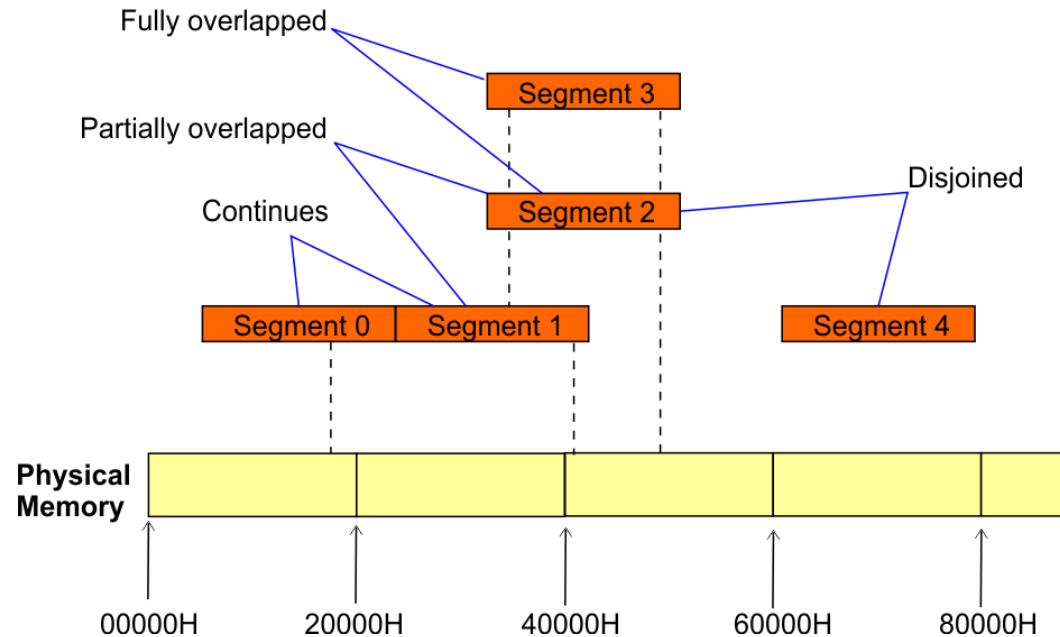 Fully overlapped
Segment 3
Partially overlapped
Disjoined
Continues
Segment 2
Segment 0
Segment 1
Segment 4
Physical
Memory
00000H
20000H
40000H
60000H
80000H